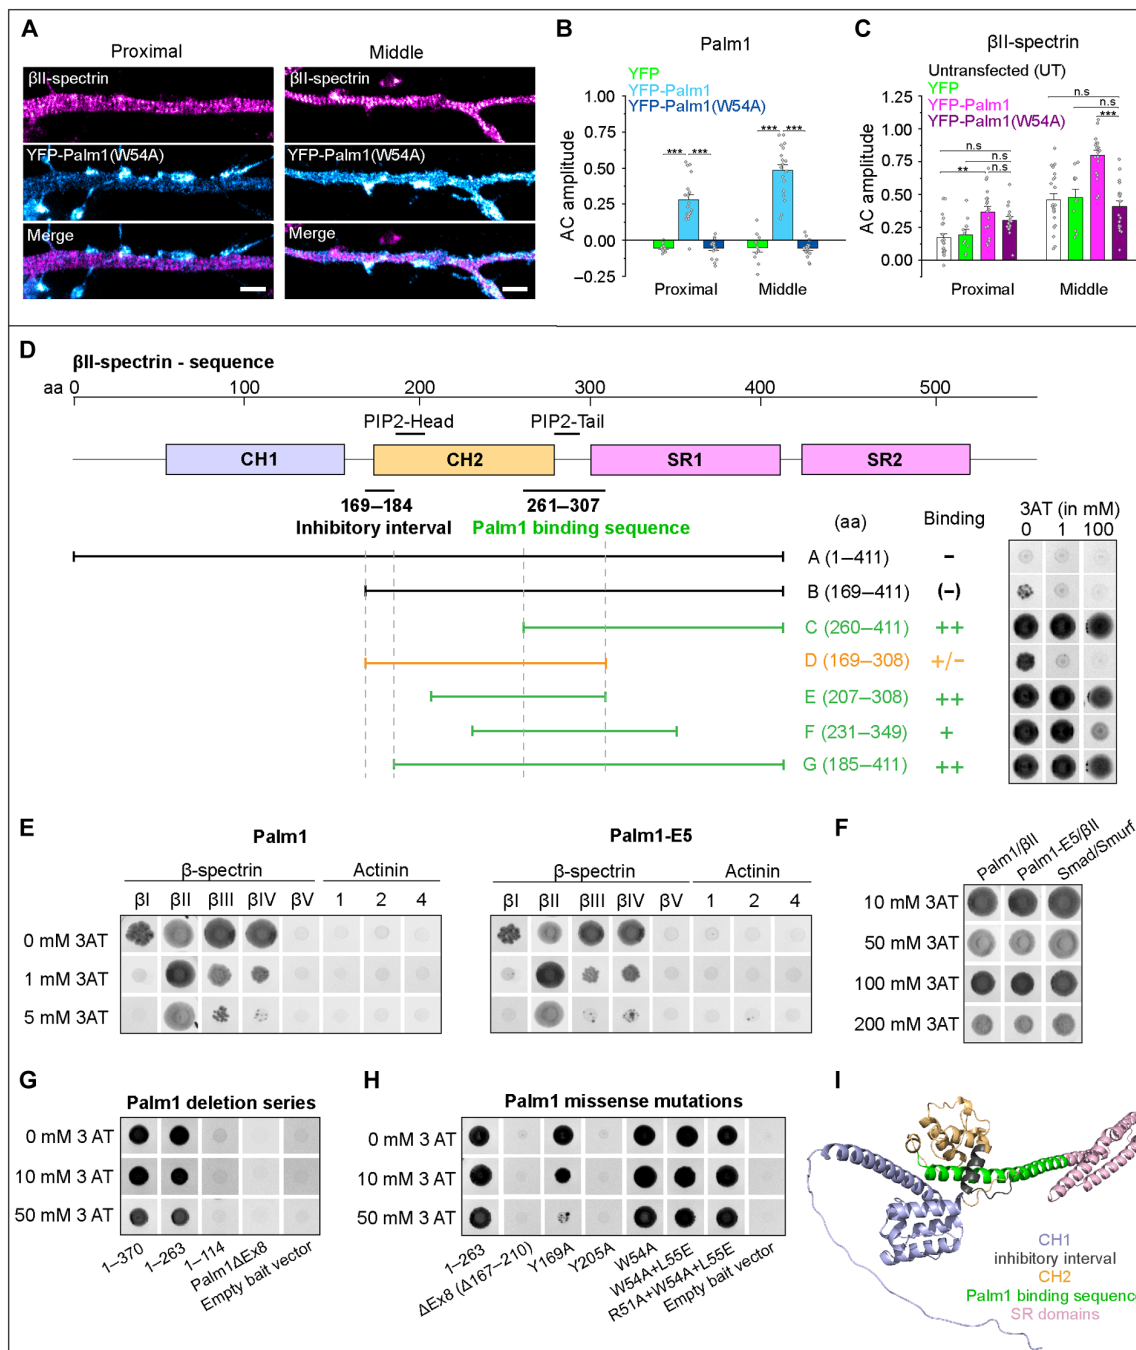 A
Proximal
Middle
βII-spectrin
βII-spectrin
YFP-Palm1(W54A)
YFP-Palm1(W54A)
Merge
Merge
B
Palm1
YFP
YFP-Palm1
YFP-Palm1(W54A)
AC amplitude
1.00
0.75
0.50
0.25
0.00
−0.25
*** ***
*** ***
Proximal
Middle
C
βII-spectrin
Untransfected (UT)
YFP
YFP-Palm1
YFP-Palm1(W54A)
AC amplitude
1.25
1.00
0.75
0.50
0.25
0.00
n.s
n.s
** n.s
n.s
n.s
***
Proximal
Middle
D
βII-spectrin - sequence
aa 0 100 200 300 400 500
PIP2-Head
PIP2-Tail
CH1
CH2
SR1
SR2
169–184
261–307
Inhibitory interval
Palm1 binding sequence
(aa)
Binding
3AT (in mM)
0 1 100
A (1–411) −
B (169–411) (−)
C (260–411) ++
D (169–308) +/−
E (207–308) ++
F (231–349) +
G (185–411) ++
E
Palm1
Palm1-E5
β-spectrin
Actinin
β-spectrin
Actinin
βI βII βIII βIV βV 1 2 4
βI βII βIII βIV βV 1 2 4
0 mM 3AT
1 mM 3AT
5 mM 3AT
F
Palm1/βII
Palm1-E5/βII
Smad/Smurf
10 mM 3AT
50 mM 3AT
100 mM 3AT
200 mM 3AT
G
Palm1 deletion series
0 mM 3 AT
10 mM 3 AT
50 mM 3 AT
1–370
1–263
1–114
Palm1ΔEx8
Empty bait vector
H
Palm1 missense mutations
0 mM 3 AT
10 mM 3 AT
50 mM 3 AT
1–263
ΔEx8 (Δ167–210)
Y169A
Y205A
W54A
W54A+L55E
R51A+W54A+L55E
Empty bait vector
I
CH1
inhibitory interval
CH2
Palm1 binding sequence
SR domains